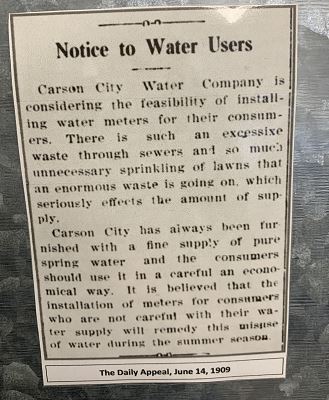 Notice to Water Users
Carson City Water Company is
considering the feasibility of install-
ing water meters for their consum-
ers. There is such an excessive
waste through sewers and so much
unnecessary sprinkling of lawns that
an enormous waste is going on, which
seriously effects the amount of sup-
ply.
Carson City has always been fur-
nished with a fine supply of pure
spring water and the consumers
should use it in a careful an econo-
mical way. It is believed that the
installation of meters for consumers
who are not careful with their wa-
ter supply will remedy this misuse
of water during the summer season.
The Daily Appeal, June 14, 1909